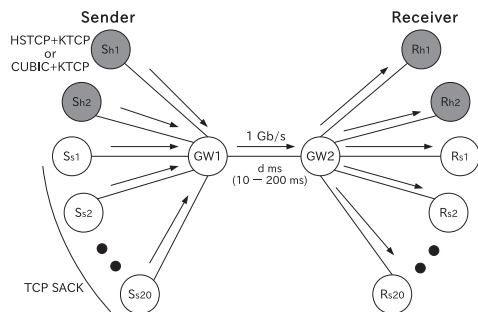 Sender
Receiver
HSTCP+KTCP
or
CUBIC+KTCP
Sh1
Rh1
Sh2
Rh2
1 Gb/s
Ss1
GW1
GW2
Rs1
d ms
(10 — 200 ms)
Ss2
Rs2
TCP SACK
Ss20
Rs20